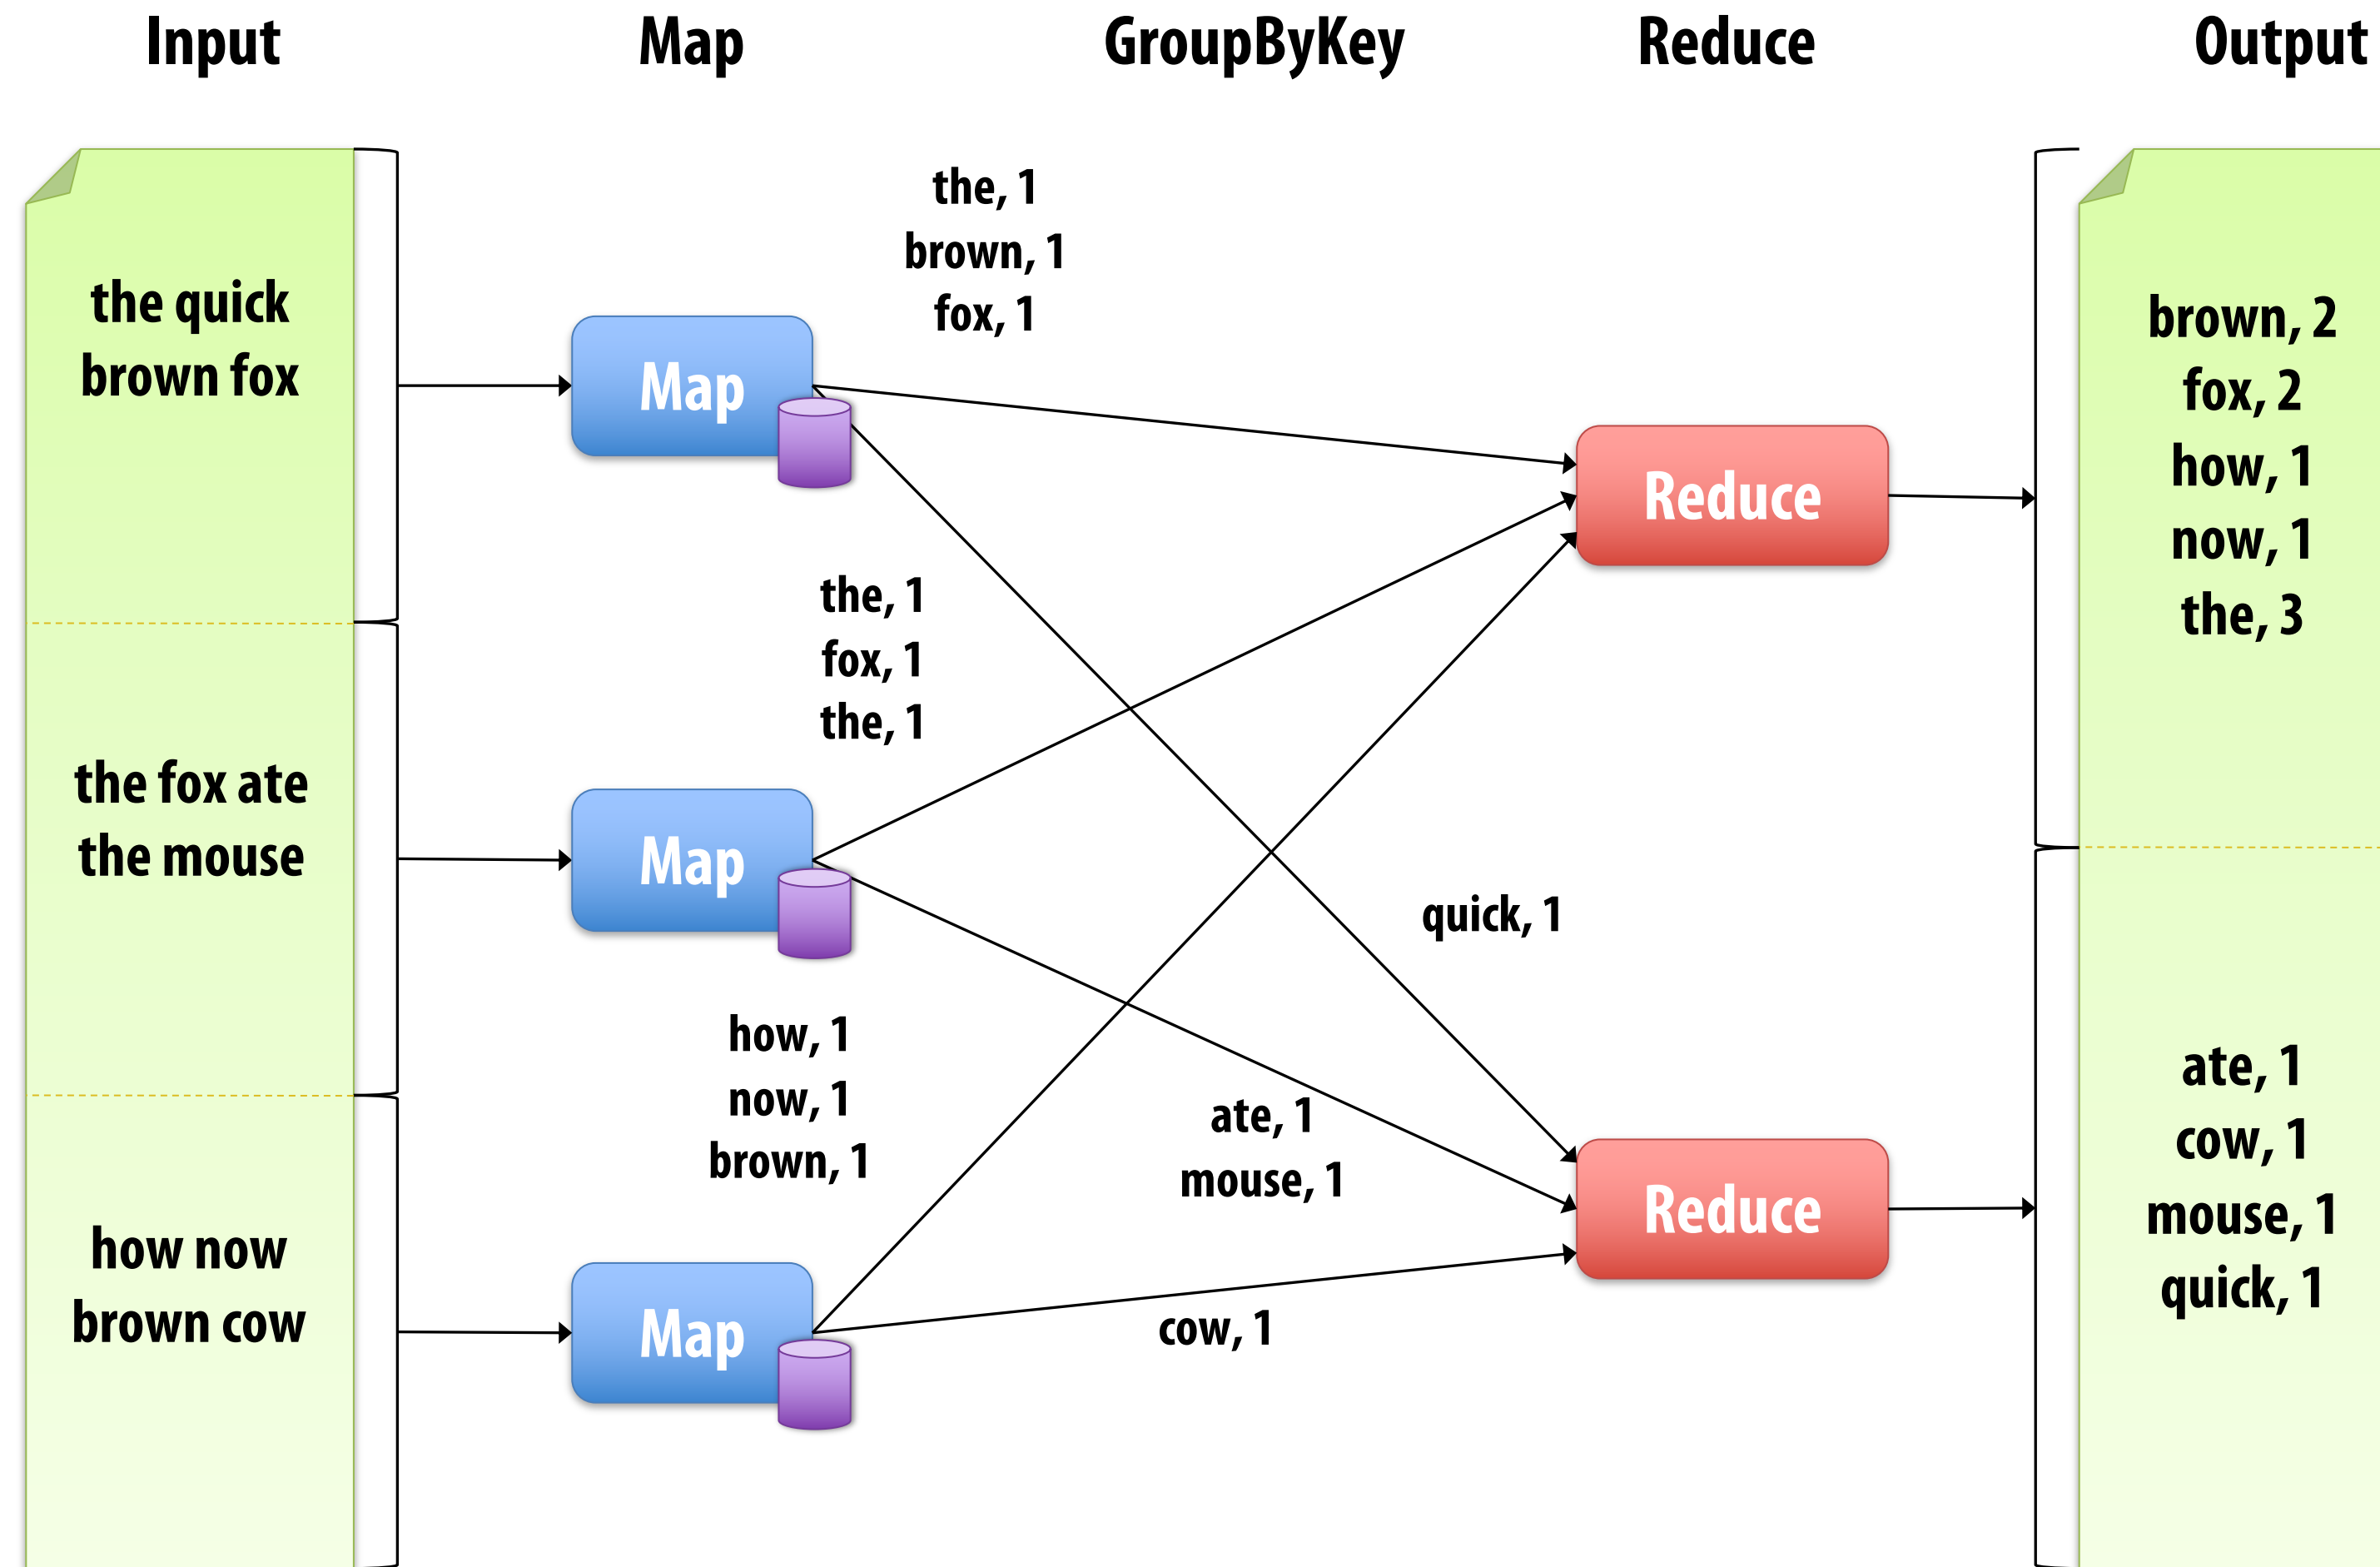 Input
Map
GroupByKey
Reduce
Output
the quick
brown fox
the fox ate
the mouse
how now
brown cow
Map
Map
Map
the, 1
brown, 1
fox, 1
the, 1
fox, 1
the, 1
how, 1
now, 1
brown, 1
quick, 1
ate, 1
mouse, 1
cow, 1
Reduce
Reduce
brown, 2
fox, 2
how, 1
now, 1
the, 3
ate, 1
cow, 1
mouse, 1
quick, 1